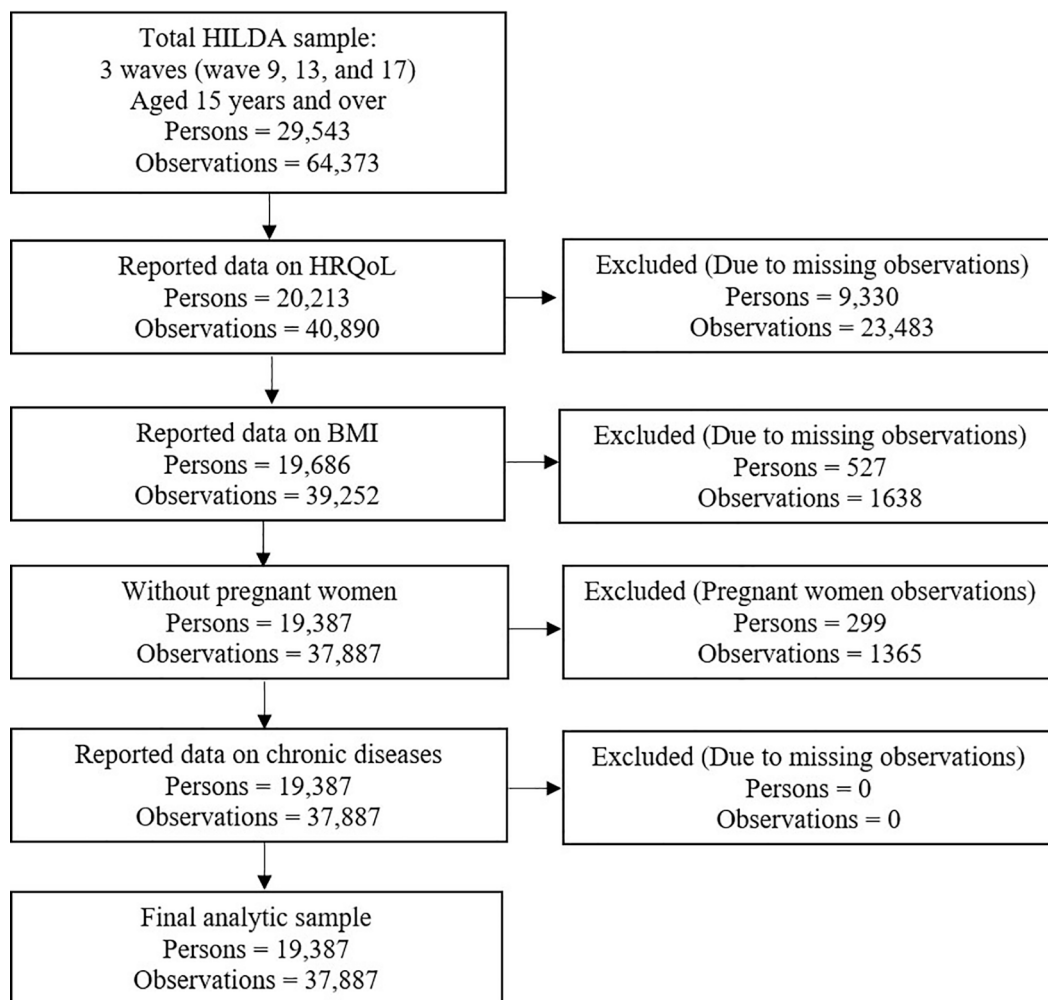 Total HILDA sample:
3 waves (wave 9, 13, and 17)
Aged 15 years and over
Persons = 29,543
Observations = 64,373
Reported data on HRQoL
Persons = 20,213
Observations = 40,890
Excluded (Due to missing observations)
Persons = 9,330
Observations = 23,483
Reported data on BMI
Persons = 19,686
Observations = 39,252
Excluded (Due to missing observations)
Persons = 527
Observations = 1638
Without pregnant women
Persons = 19,387
Observations = 37,887
Excluded (Pregnant women observations)
Persons = 299
Observations = 1365
Reported data on chronic diseases
Persons = 19,387
Observations = 37,887
Excluded (Due to missing observations)
Persons = 0
Observations = 0
Final analytic sample
Persons = 19,387
Observations = 37,887